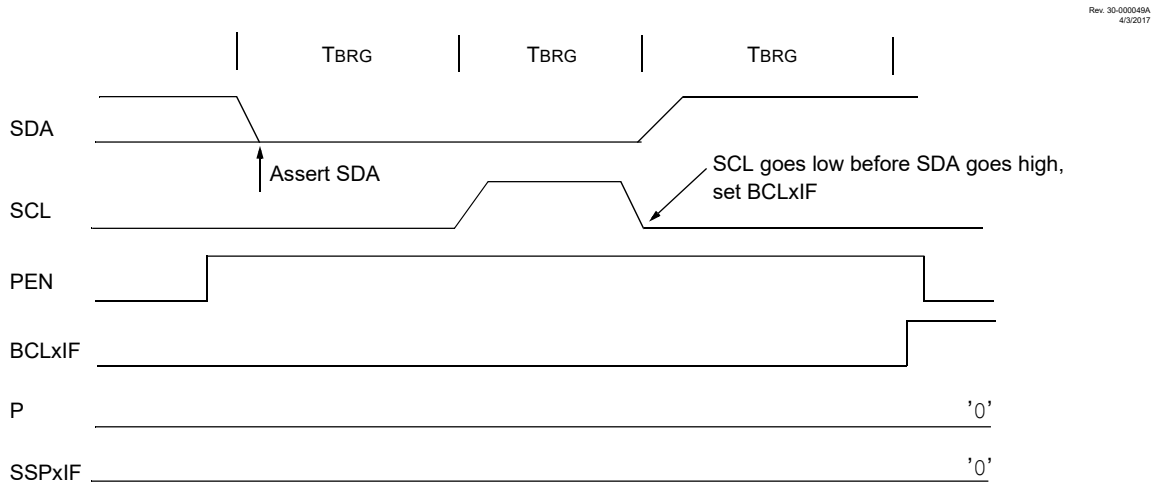 Rev. 30-000049A
4/3/2017
TBRG TBRG TBRG
SDA
Assert SDA
SCL goes low before SDA goes high,
set BCLxIF
SCL
PEN
BCLxIF
P '0'
SSPxIF '0'